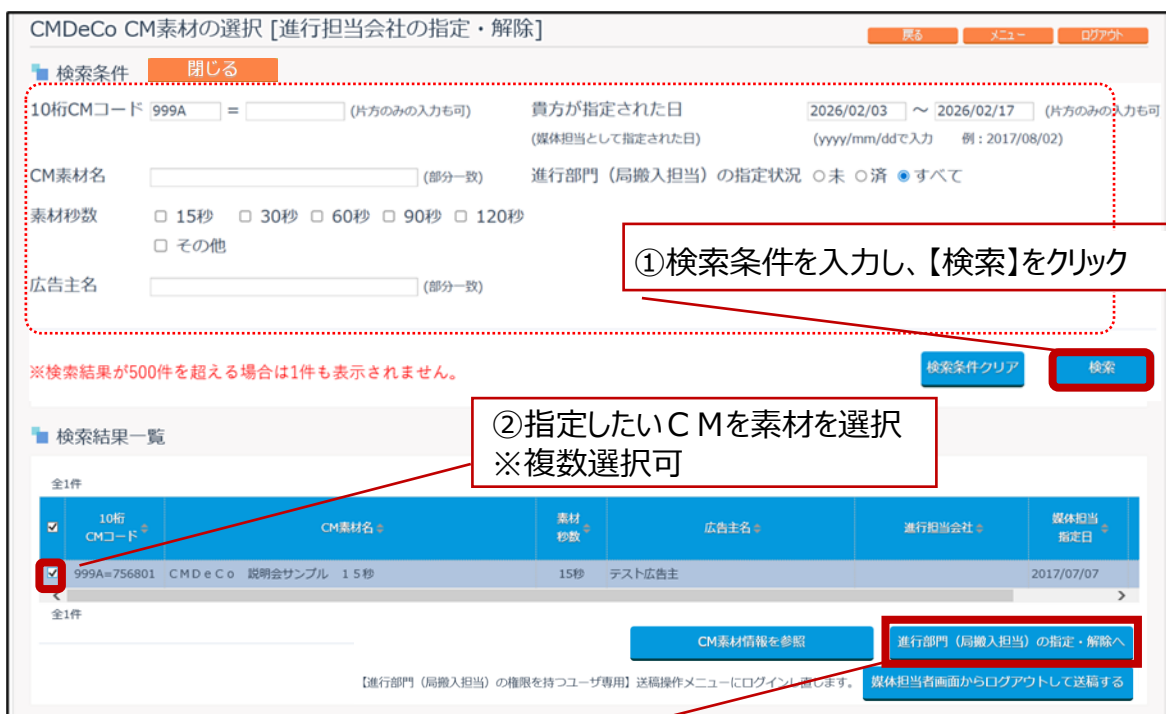 CMDeCo CM素材の選択 [進行担当会社の指定・解除]
戻る メニュー ログアウト
検索条件 閉じる
10桁CMコード 999A = (片方のみの入力も可) 貴方が指定された日 2026/02/03 ～ 2026/02/17 (片方のみの入力も可
(媒体担当として指定された日) (yyyy/mm/ddで入力 例：2017/08/02)
CM素材名 (部分一致) 進行部門（局搬入担当）の指定状況 未 済 すべて
素材秒数 15秒 30秒 60秒 90秒 120秒
その他
①検索条件を入力し、【検索】をクリック
広告主名 (部分一致)
※検索結果が500件を超える場合は1件も表示されません。
検索条件クリア 検索
②指定したいＣＭを素材を選択
※複数選択可
検索結果一覧
全1件
10桁CMコード CM素材名 素材秒数 広告主名 進行担当会社 媒体担当指定日
999A=756801 ＣＭＤｅＣｏ 説明会サンプル １５秒 15秒 テスト広告主 2017/07/07
全1件
CM素材情報を参照 進行部門（局搬入担当）の指定・解除へ
【進行部門（局搬入担当）の権限を持つユーザ専用】送稿操作メニューにログインし直します。 媒体担当者画面からログアウトして送稿する